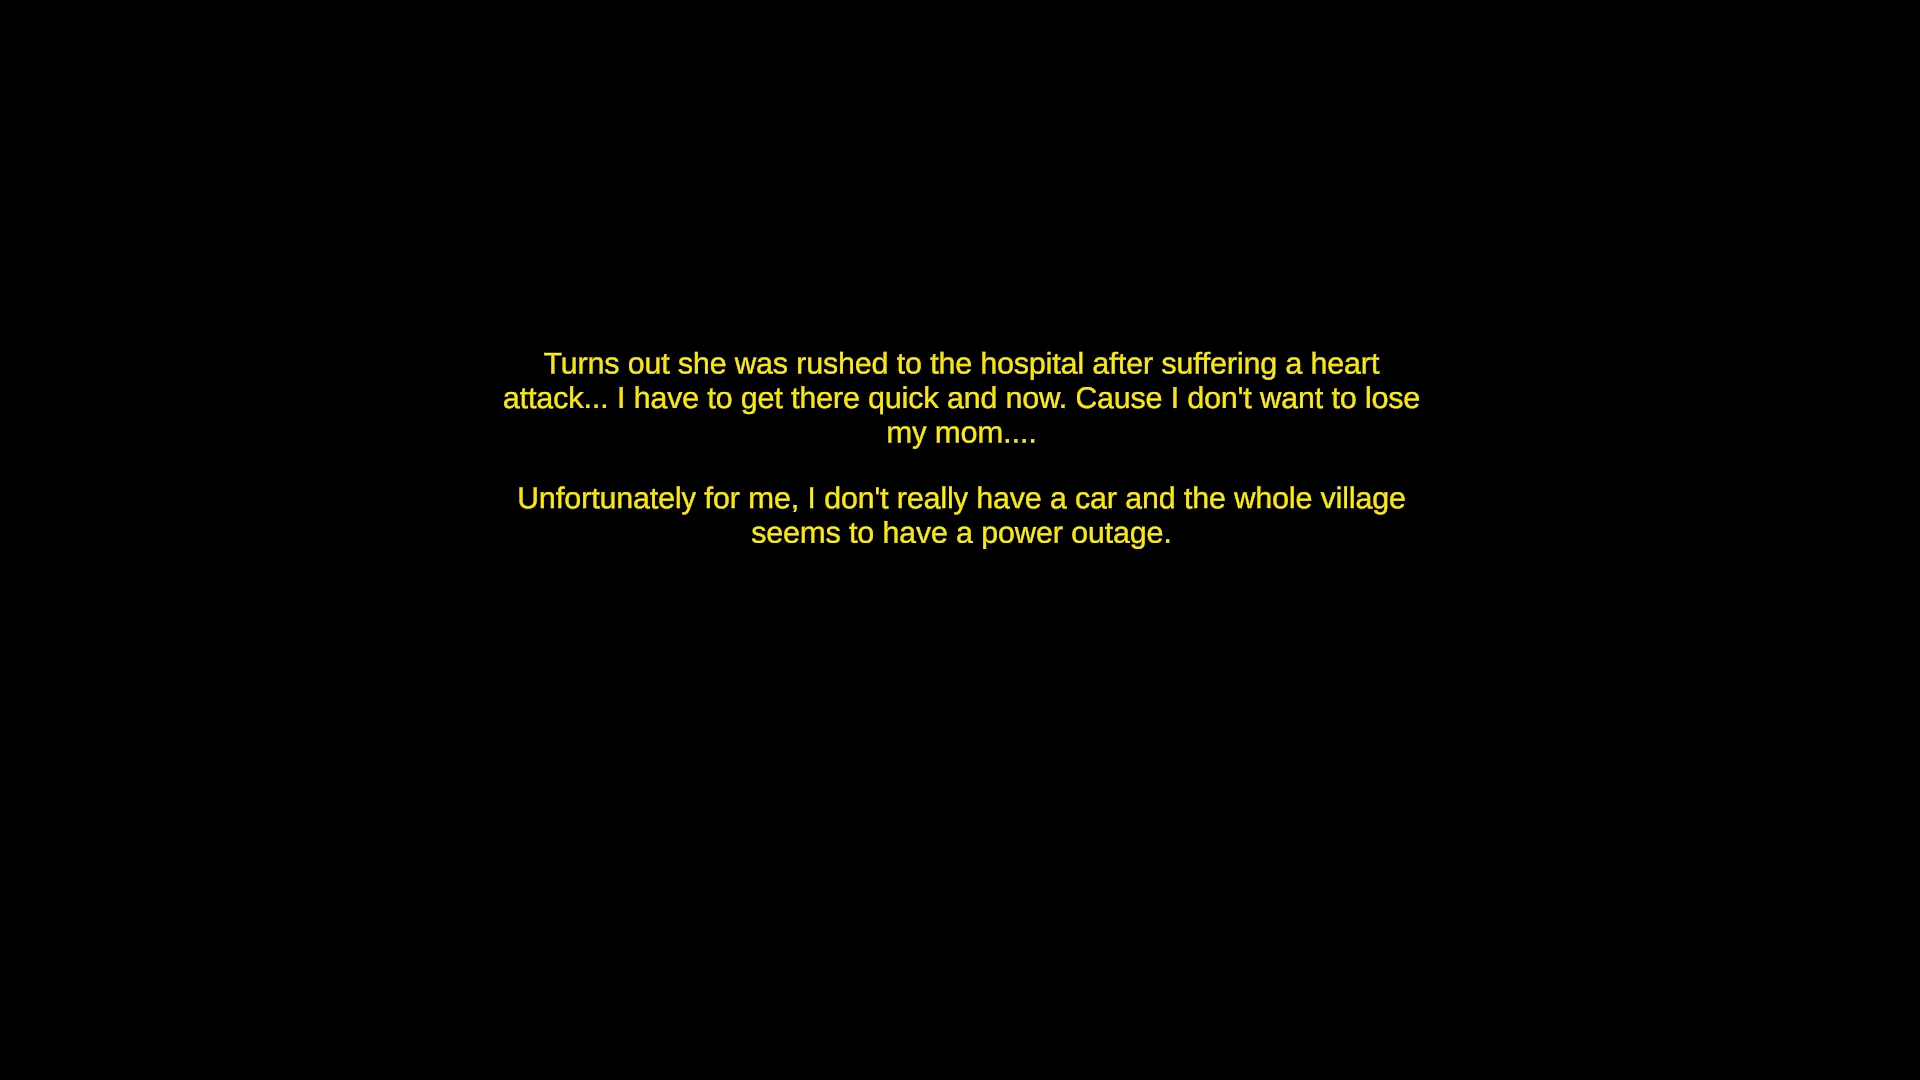 Turns out she was rushed to the hospital after suffering a heart
attack... I have to get there quick and now. Cause I don't want to lose
my mom....
Unfortunately for me, I don't really have a car and the whole village
seems to have a power outage.